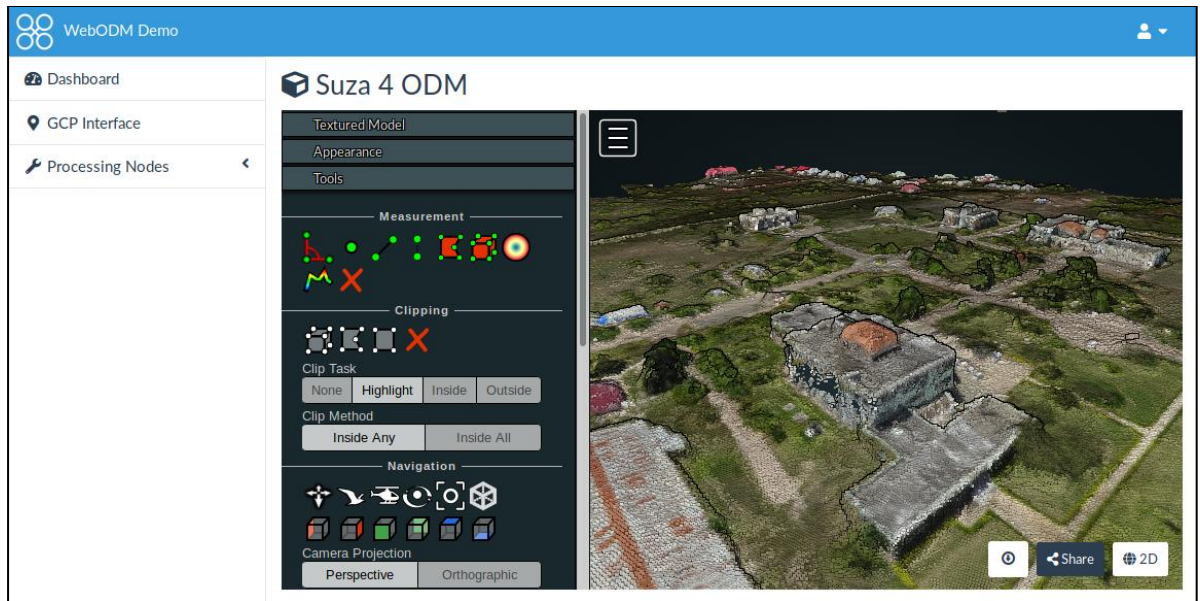 WebODM Demo
Dashboard
GCP Interface
Processing Nodes
Suza 4 ODM
Textured Model
Appearance
Tools
Measurement
Clipping
Clip Task
None Highlight Inside Outside
Clip Method
Inside Any Inside All
Navigation
Camera Projection
Perspective Orthographic
Share 2D